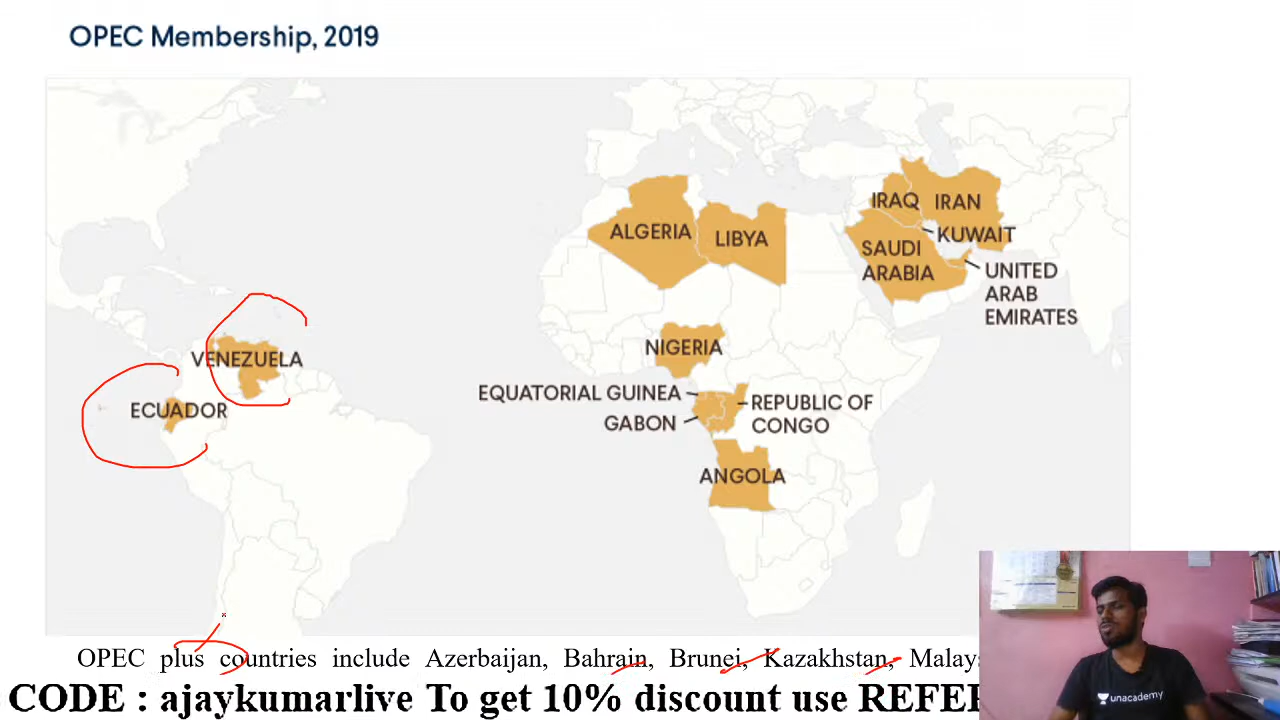 OPEC Membership, 2019
IRAQ IRAN
ALGERIA LIBYA KUWAIT
SAUDI
ARABIA
UNITED
ARAB
EMIRATES
NIGERIA
VENEZUELA
ECUADOR
EQUATORIAL GUINEA
GABON
REPUBLIC OF
CONGO
ANGOLA
OPEC plus countries include Azerbaijan, Bahrain, Brunei, Kazakhstan,
CODE : ajaykumarlive To get 10% discount use
unacademy